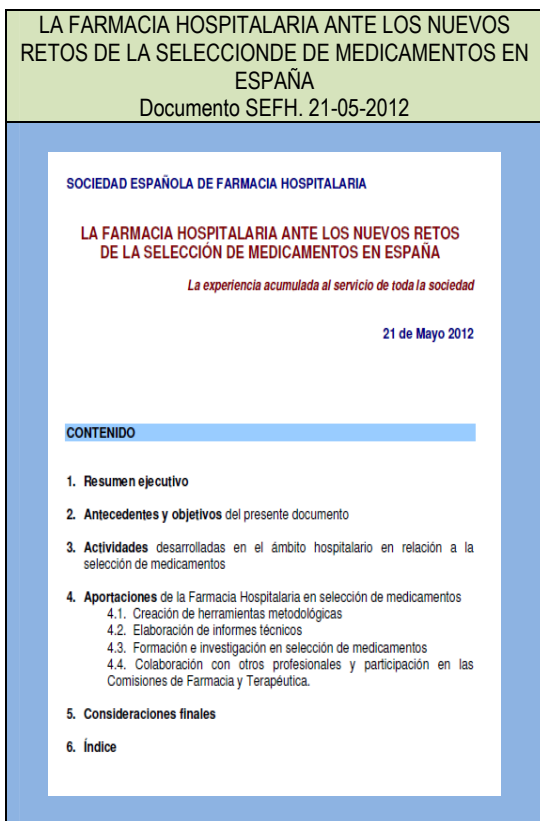 LA FARMACIA HOSPITALARIA ANTE LOS NUEVOS
RETOS DE LA SELECCIONDE DE MEDICAMENTOS EN
ESPAÑA
Documento SEFH. 21-05-2012
SOCIEDAD ESPAÑOLA DE FARMACIA HOSPITALARIA
LA FARMACIA HOSPITALARIA ANTE LOS NUEVOS RETOS
DE LA SELECCIÓN DE MEDICAMENTOS EN ESPAÑA
La experiencia acumulada al servicio de toda la sociedad
21 de Mayo 2012
CONTENIDO
1. Resumen ejecutivo
2. Antecedentes y objetivos del presente documento
3. Actividades desarrolladas en el ámbito hospitalario en relación a la
selección de medicamentos
4. Aportaciones de la Farmacia Hospitalaria en selección de medicamentos
4.1. Creación de herramientas metodológicas
4.2. Elaboración de informes técnicos
4.3. Formación e investigación en selección de medicamentos
4.4. Colaboración con otros profesionales y participación en las
Comisiones de Farmacia y Terapéutica.
5. Consideraciones finales
6. Índice